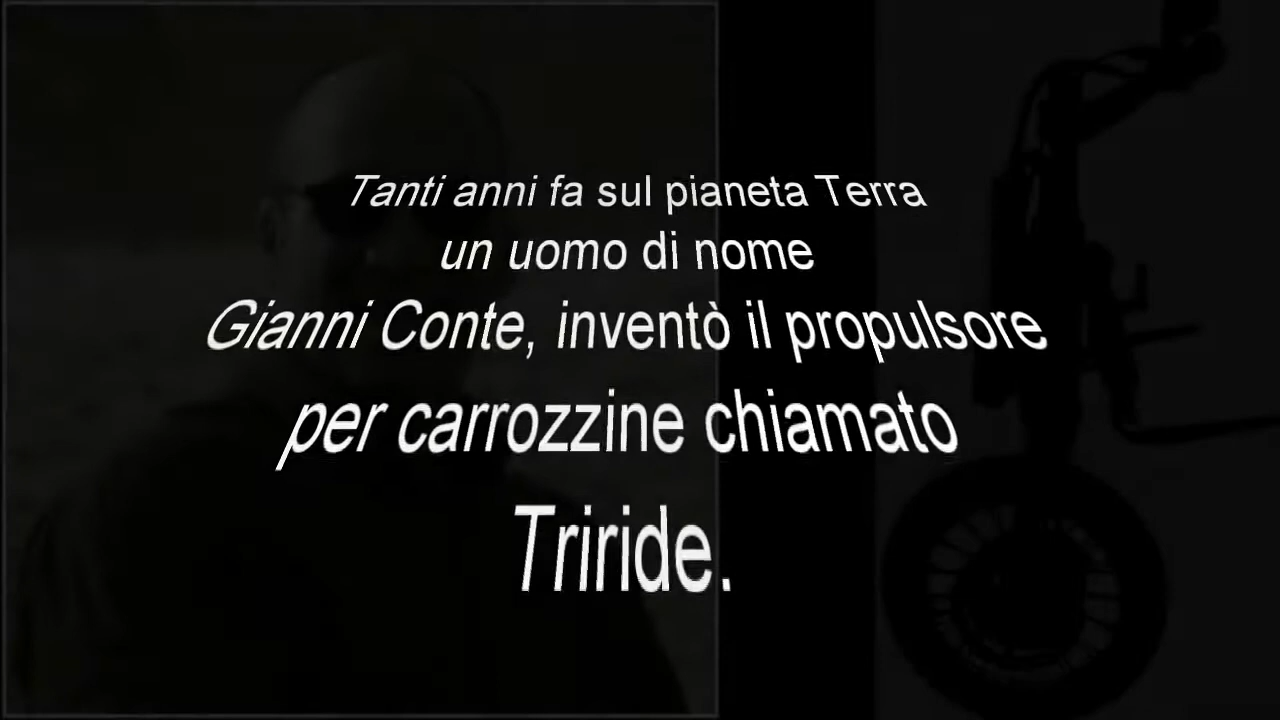 Tanti anni fa sul pianeta Terra
un uomo di nome
Gianni Conte, inventò il propulsore
per carrozzine chiamato
Triride.